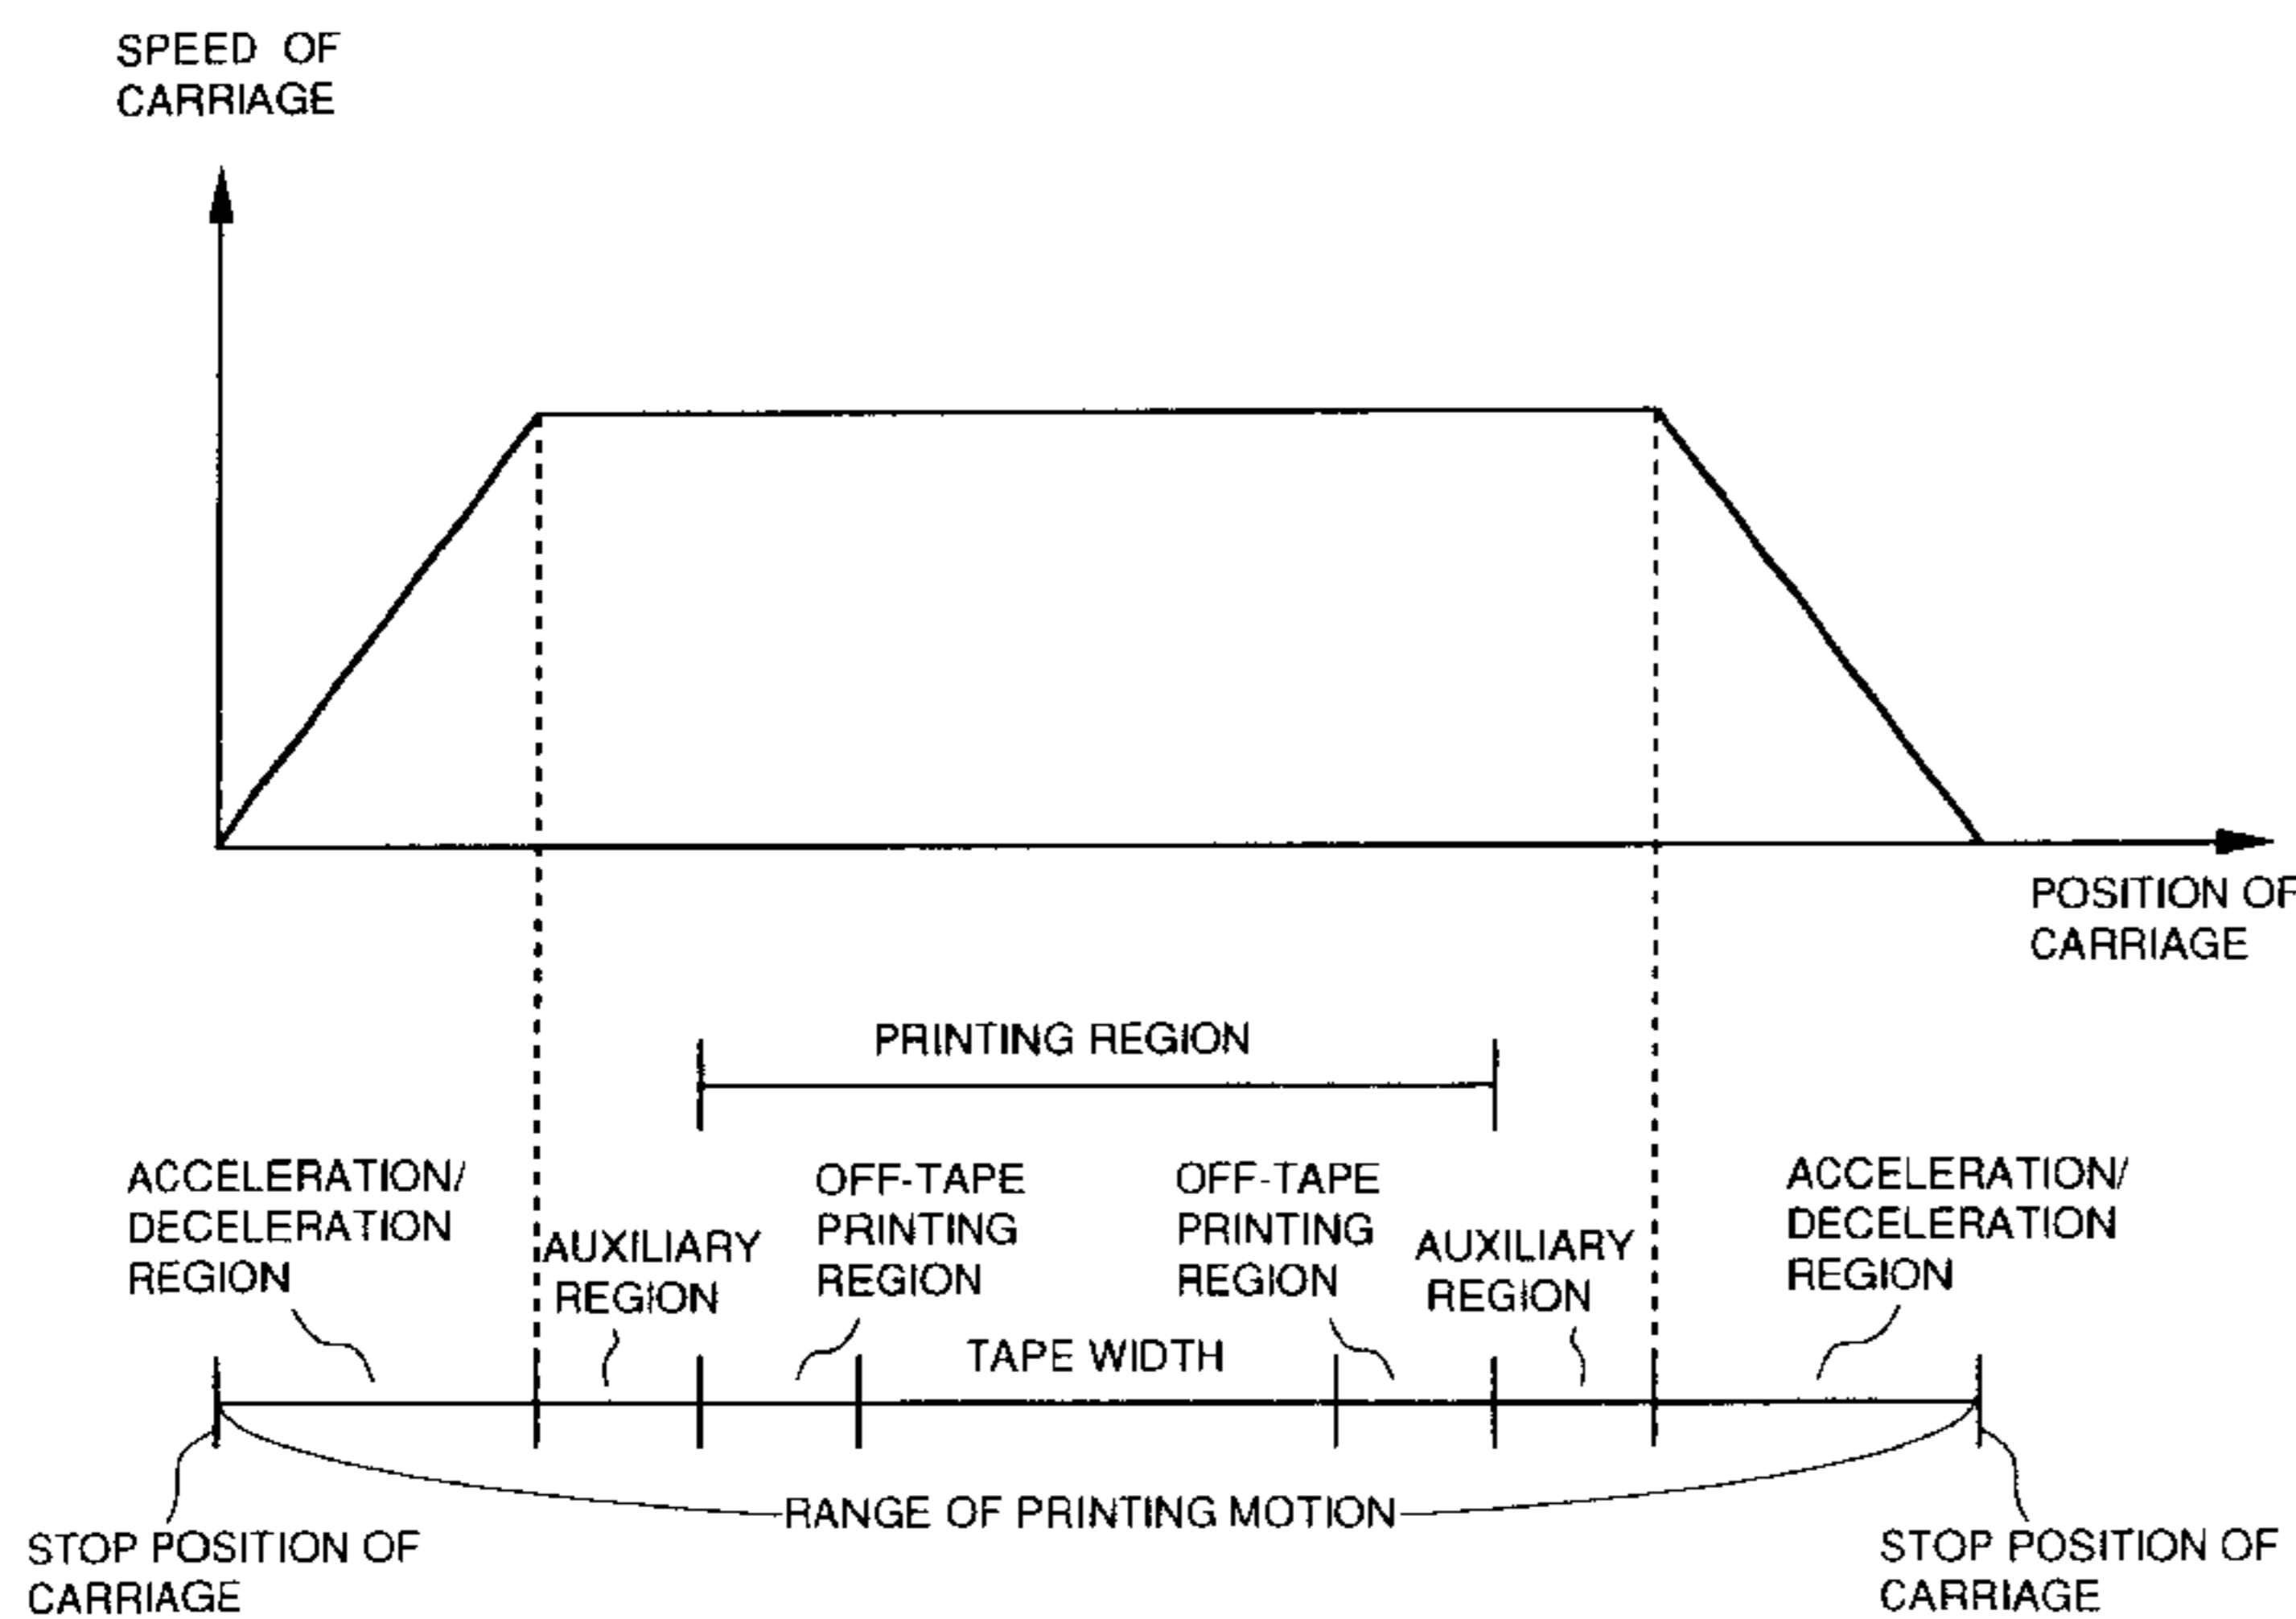 SPEED OF
CARRIAGE
POSITION OF
CARRIAGE
PRINTING REGION
ACCELERATION/
DECELERATION
REGION
AUXILIARY
REGION
OFF-TAPE
PRINTING
REGION
TAPE WIDTH
OFF-TAPE
PRINTING
REGION
AUXILIARY
REGION
ACCELERATION/
DECELERATION
REGION
RANGE OF PRINTING MOTION
STOP POSITION OF
CARRIAGE
STOP POSITION OF
CARRIAGE